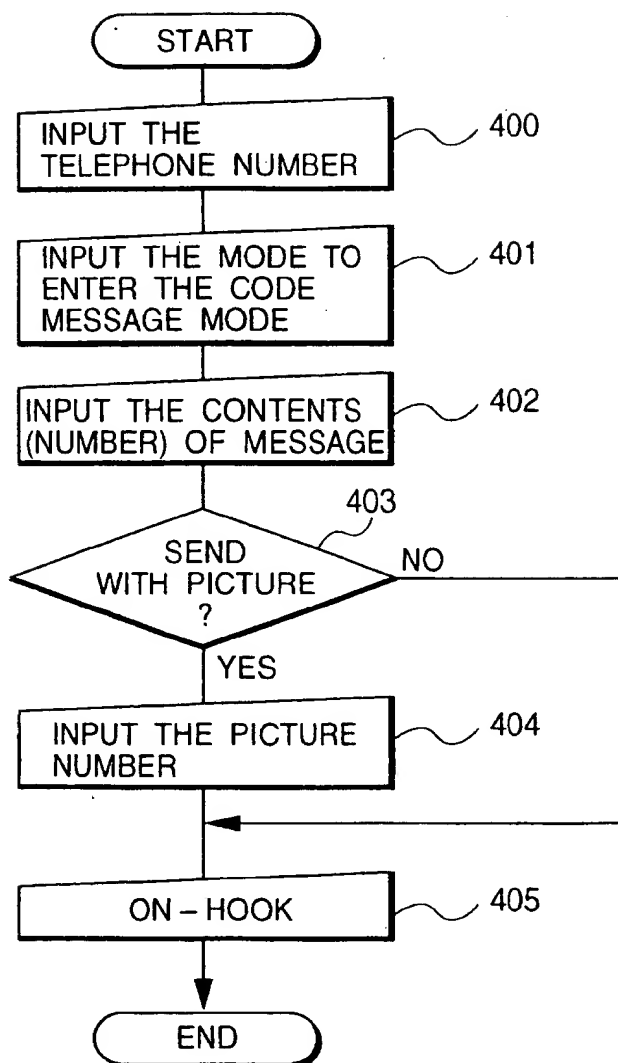 START
INPUT THE
TELEPHONE NUMBER
400
INPUT THE MODE TO
ENTER THE CODE
MESSAGE MODE
401
INPUT THE CONTENTS
(NUMBER) OF MESSAGE
402
403
SEND
WITH PICTURE
?
NO
YES
INPUT THE PICTURE
NUMBER
404
ON-HOOK
405
END